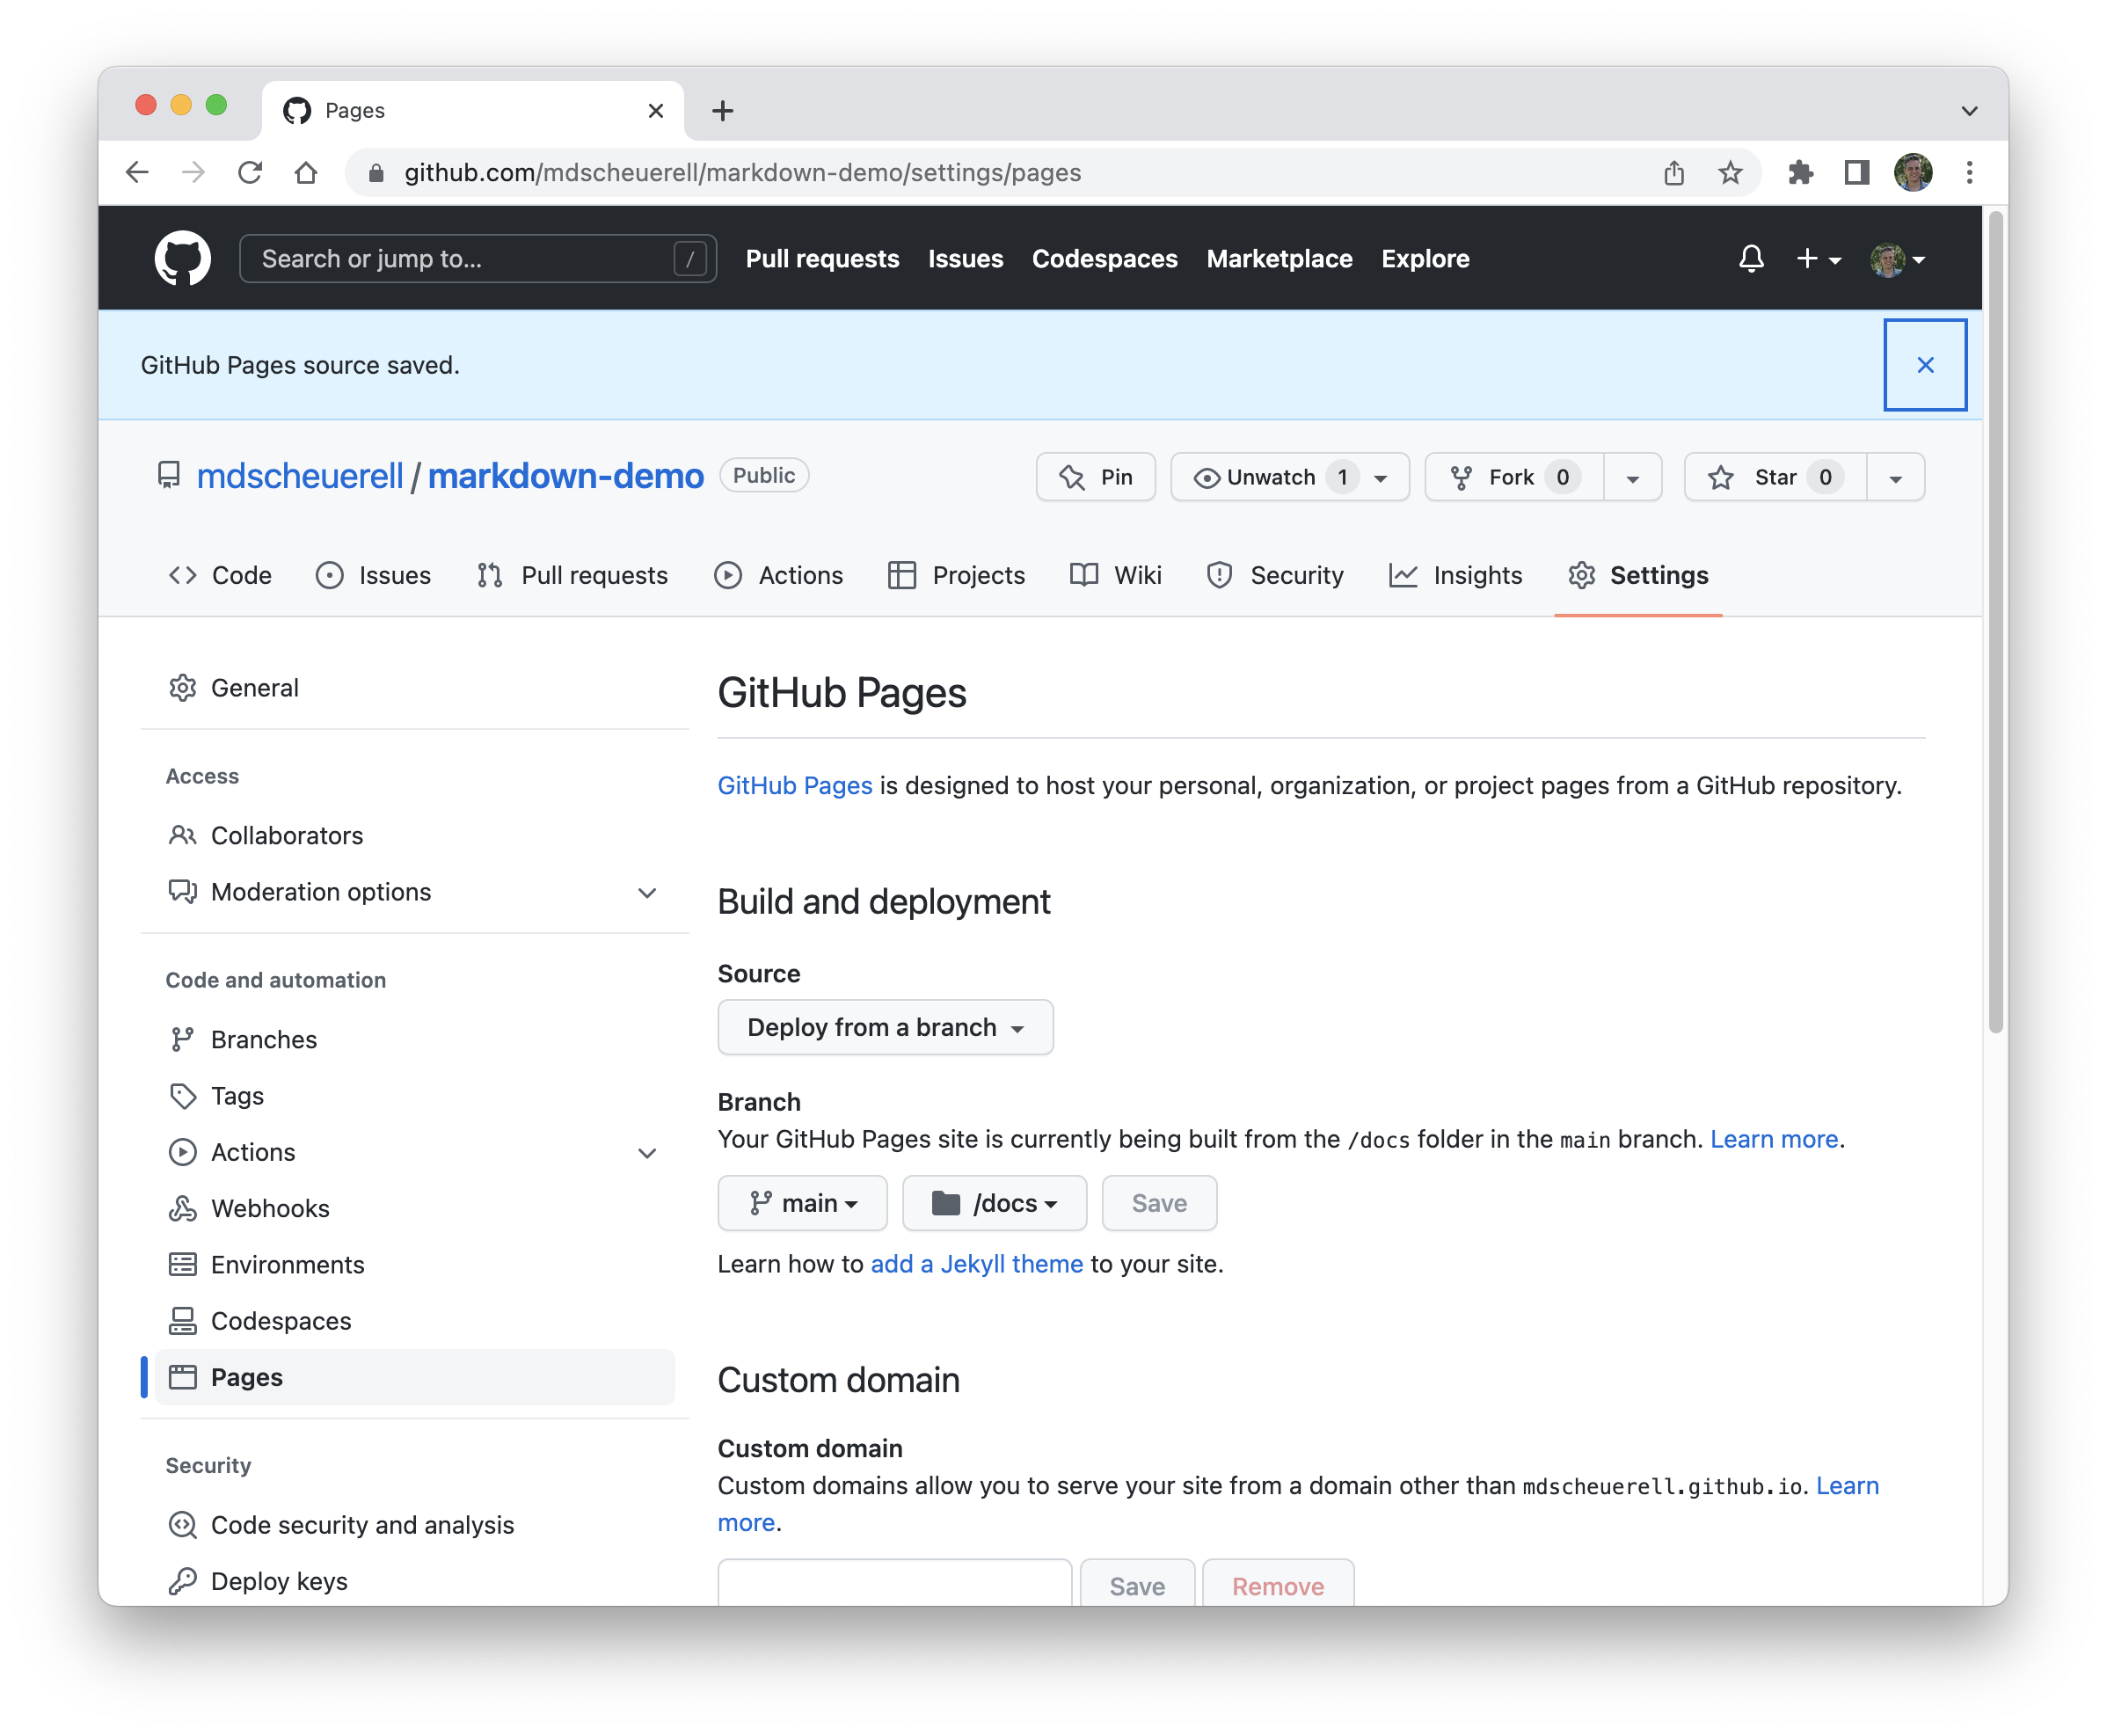 Pages
github.com/mdscheuerell/markdown-demo/settings/pages
Search or jump to... /
Pull requests Issues Codespaces Marketplace Explore
GitHub Pages source saved.
mdscheuerell / markdown-demo Public
Pin Unwatch 1 Fork 0 Star 0
Code Issues Pull requests Actions Projects Wiki Security Insights Settings
General
Access
Collaborators
Moderation options
Code and automation
Branches
Tags
Actions
Webhooks
Environments
Codespaces
Pages
Security
Code security and analysis
Deploy keys
GitHub Pages
GitHub Pages is designed to host your personal, organization, or project pages from a GitHub repository.
Build and deployment
Source
Deploy from a branch
Branch
Your GitHub Pages site is currently being built from the /docs folder in the main branch. Learn more.
main /docs Save
Learn how to add a Jekyll theme to your site.
Custom domain
Custom domain
Custom domains allow you to serve your site from a domain other than mdscheuerell.github.io. Learn
more.
Save Remove